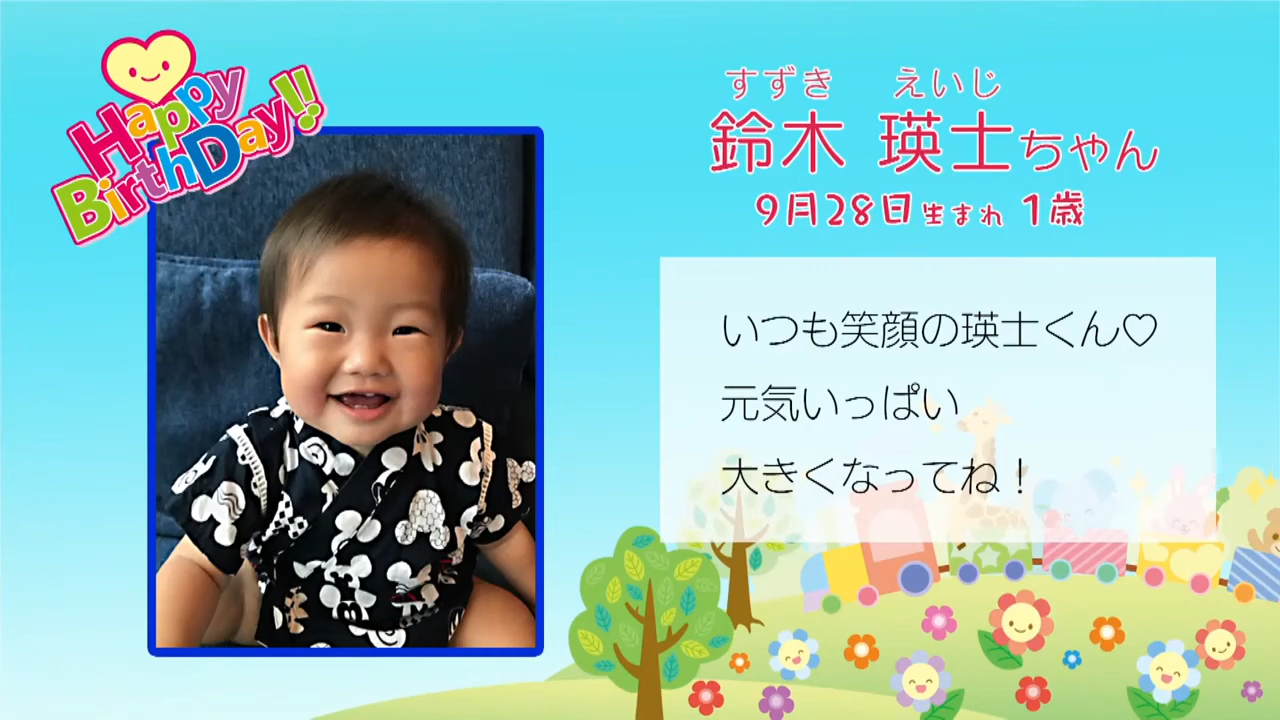 Happy
BirthDay!!
すずき えいじ
鈴木 瑛士ちゃん
9月28日生まれ 1歳
いつも笑顔の瑛士くん♡
元気いっぱい
大きくなってね！